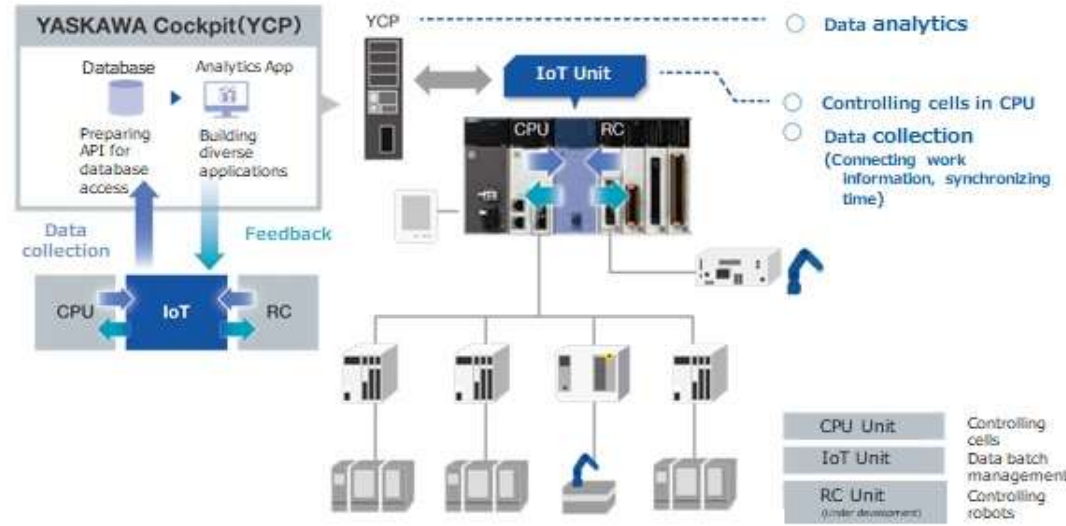 YASKAWA Cockpit(YCP)
Database
Analytics App
Preparing
API for
database
access
Building
diverse
applications
Data
collection
Feedback
CPU
IoT
RC
YCP
IoT Unit
CPU
RC
Data analytics
Controlling cells in CPU
Data collection
(Connecting work
information, synchronizing
time)
CPU Unit
Controlling
cells
IoT Unit
Data batch
management
RC Unit
(Under development)
Controlling
robots